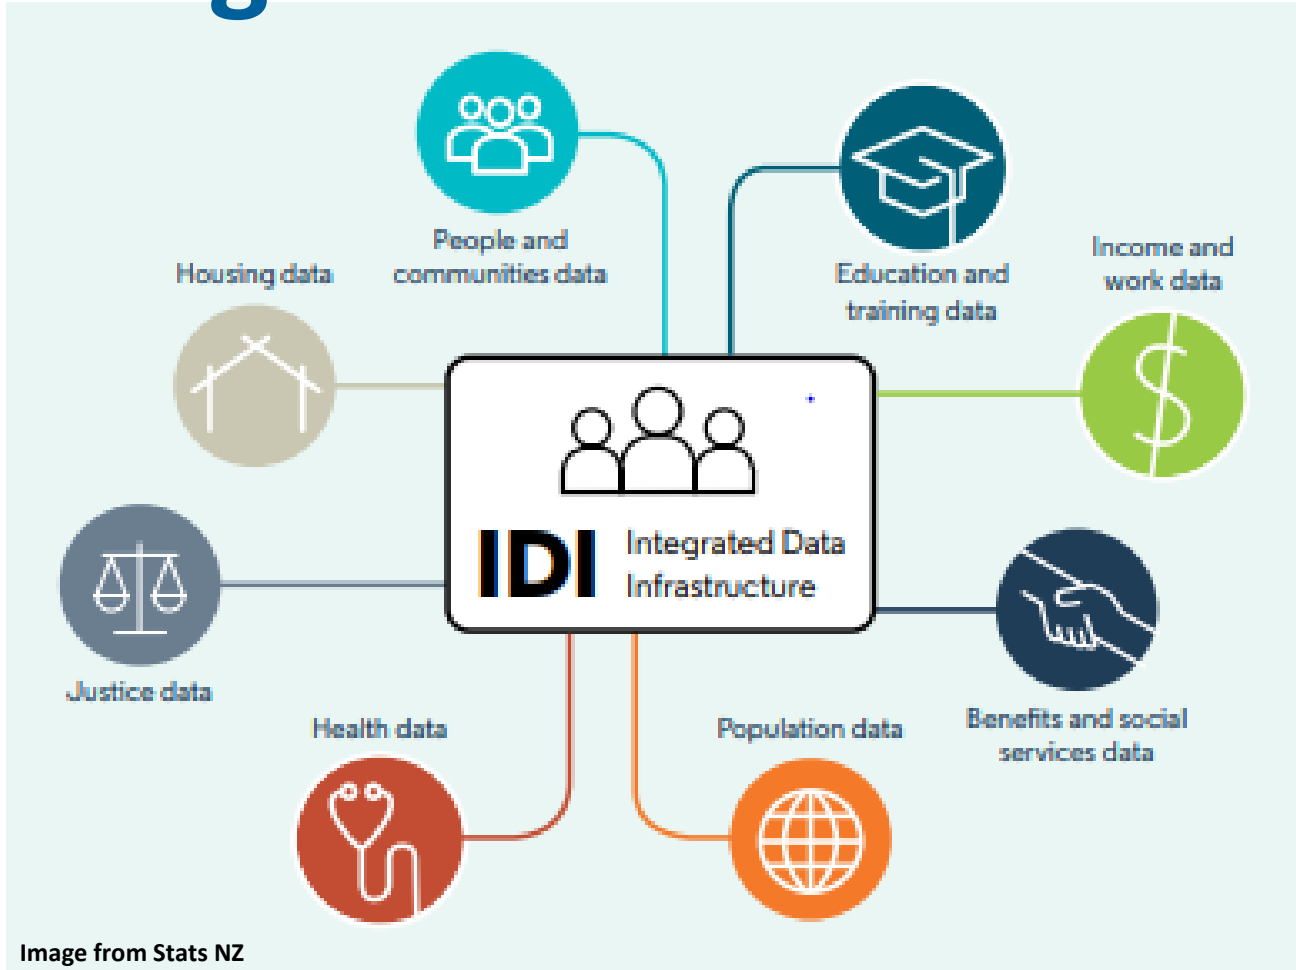 g
People and
communities data
Education and
training data
Income and
work data
Housing data
IDI
Integrated Data
Infrastructure
Justice data
Benefits and social
services data
Health data
Population data
Image from Stats NZ